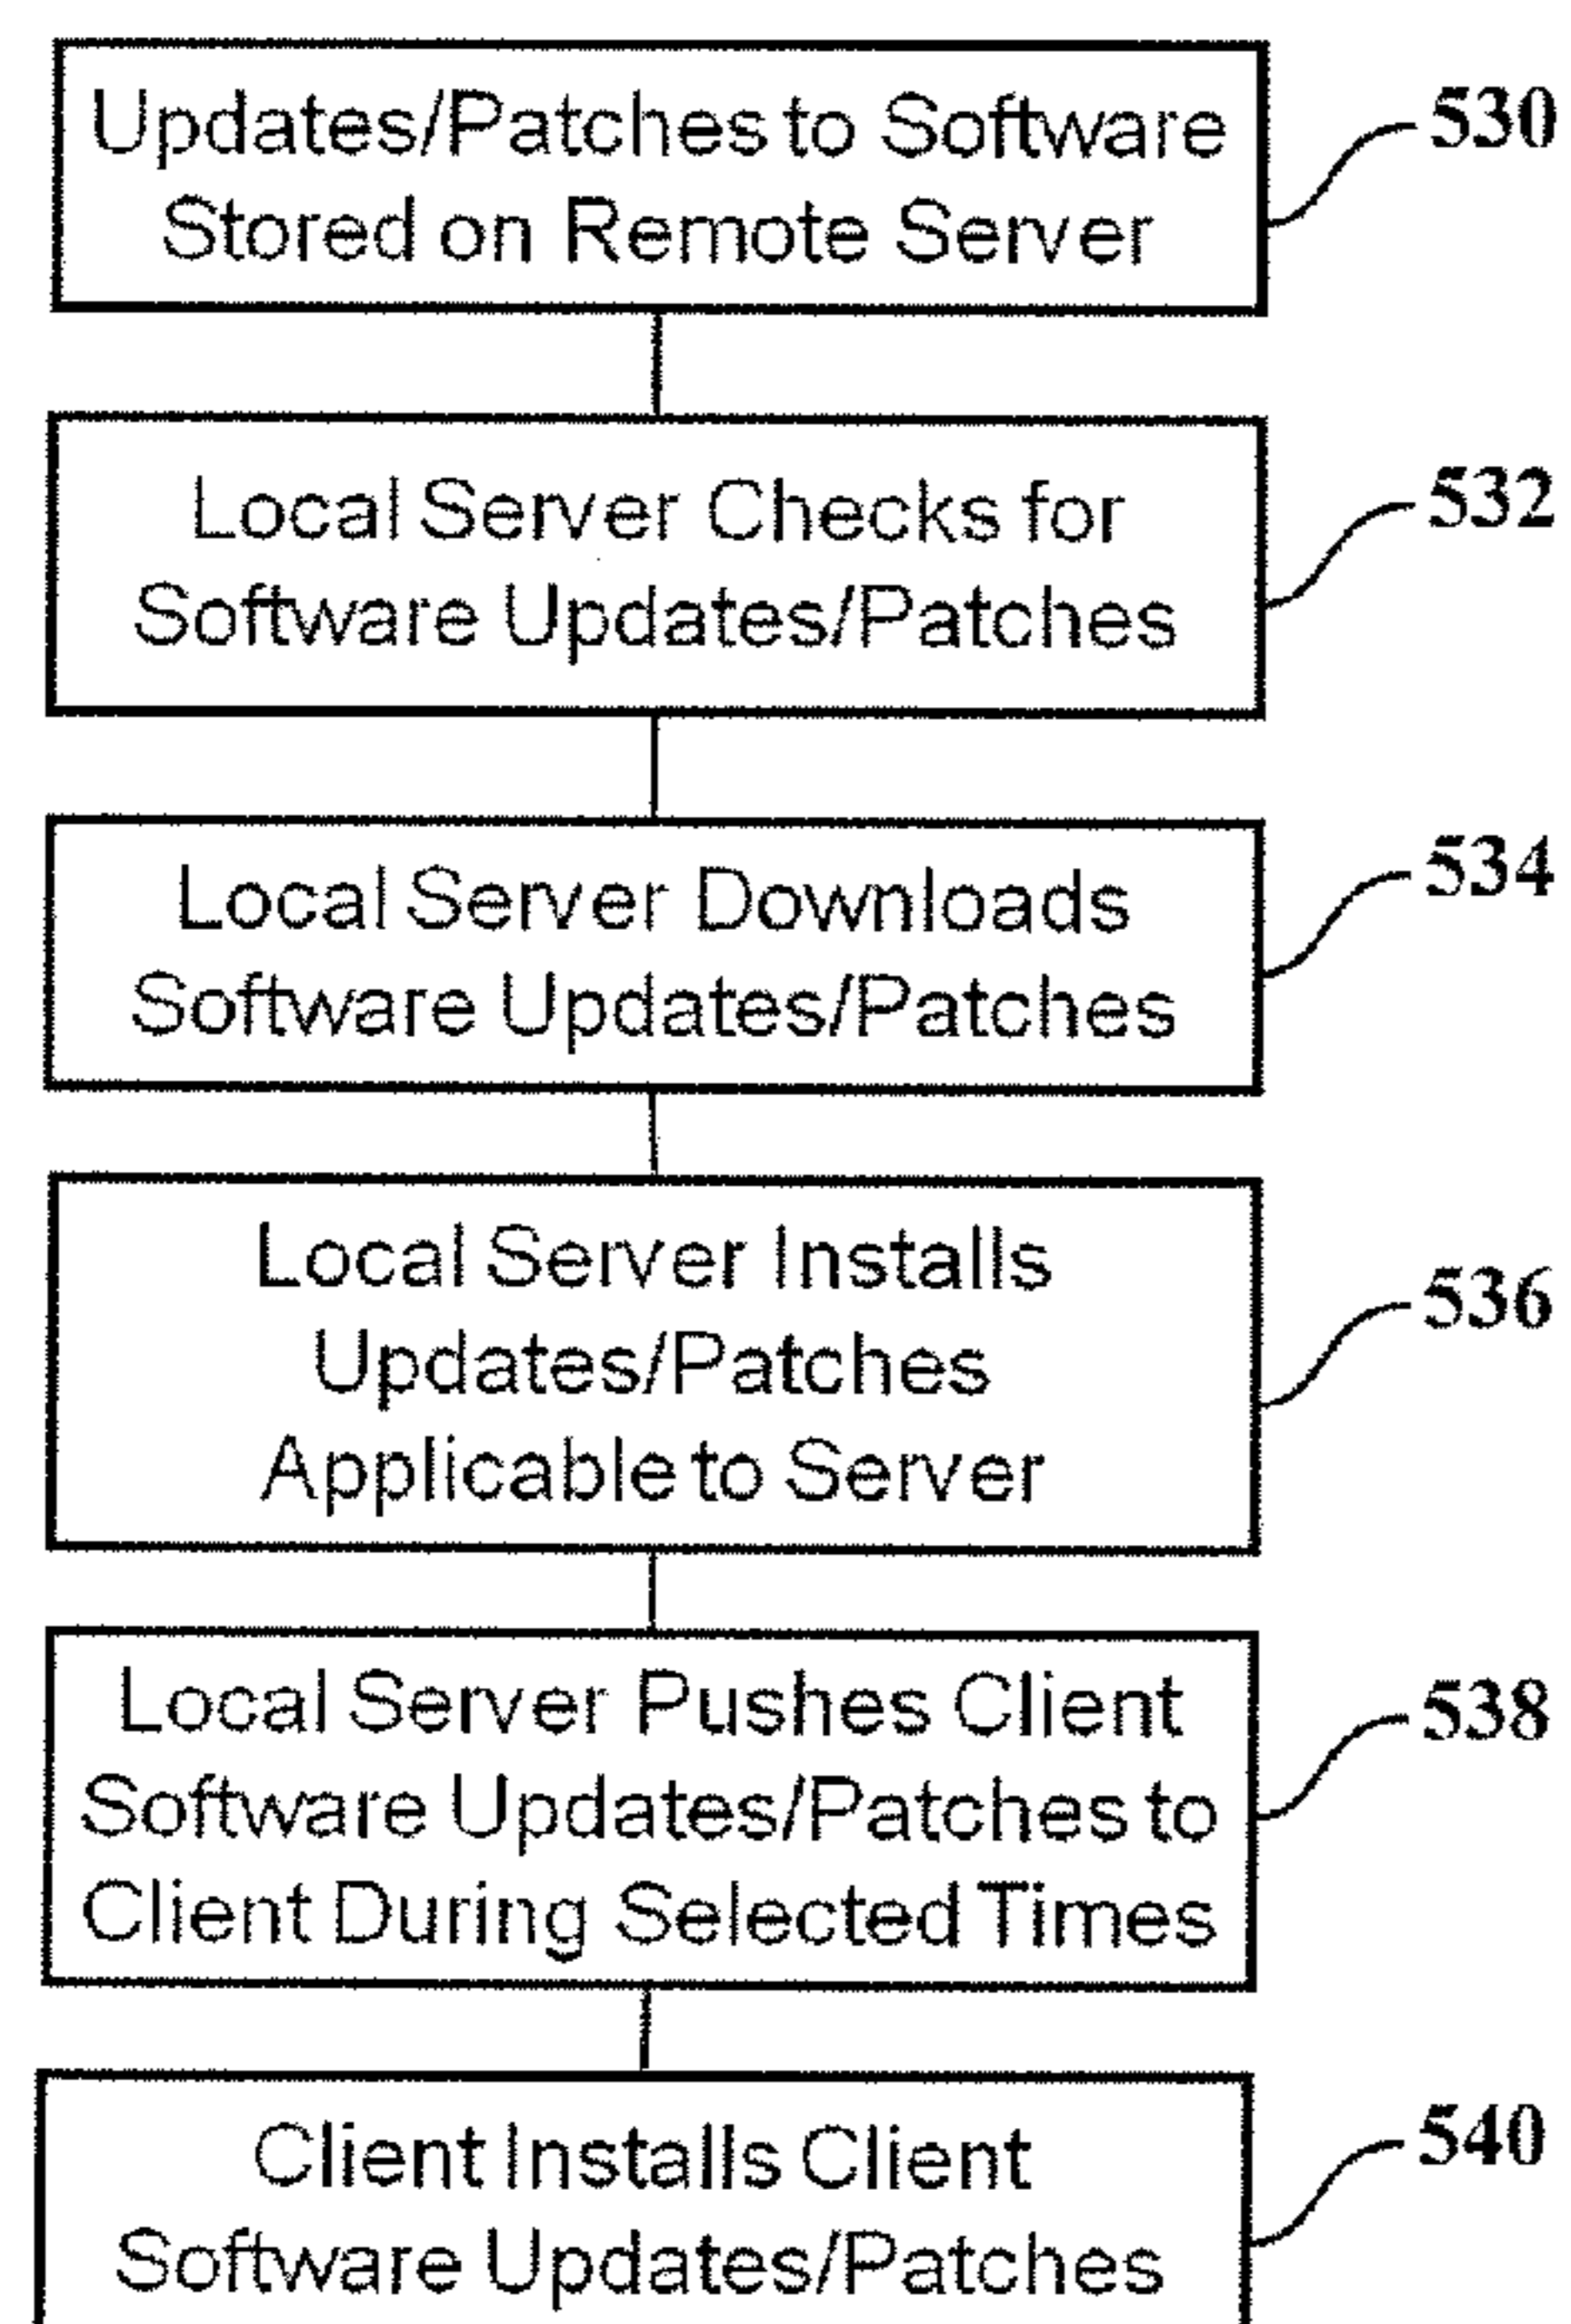 Updates/Patches to Software
Stored on Remote Server
530
Local Server Checks for
Software Updates/Patches
532
Local Server Downloads
Software Updates/Patches
534
Local Server Installs
Updates/Patches
Applicable to Server
536
Local Server Pushes Client
Software Updates/Patches to
Client During Selected Times
538
Client Installs Client
Software Updates/Patches
540